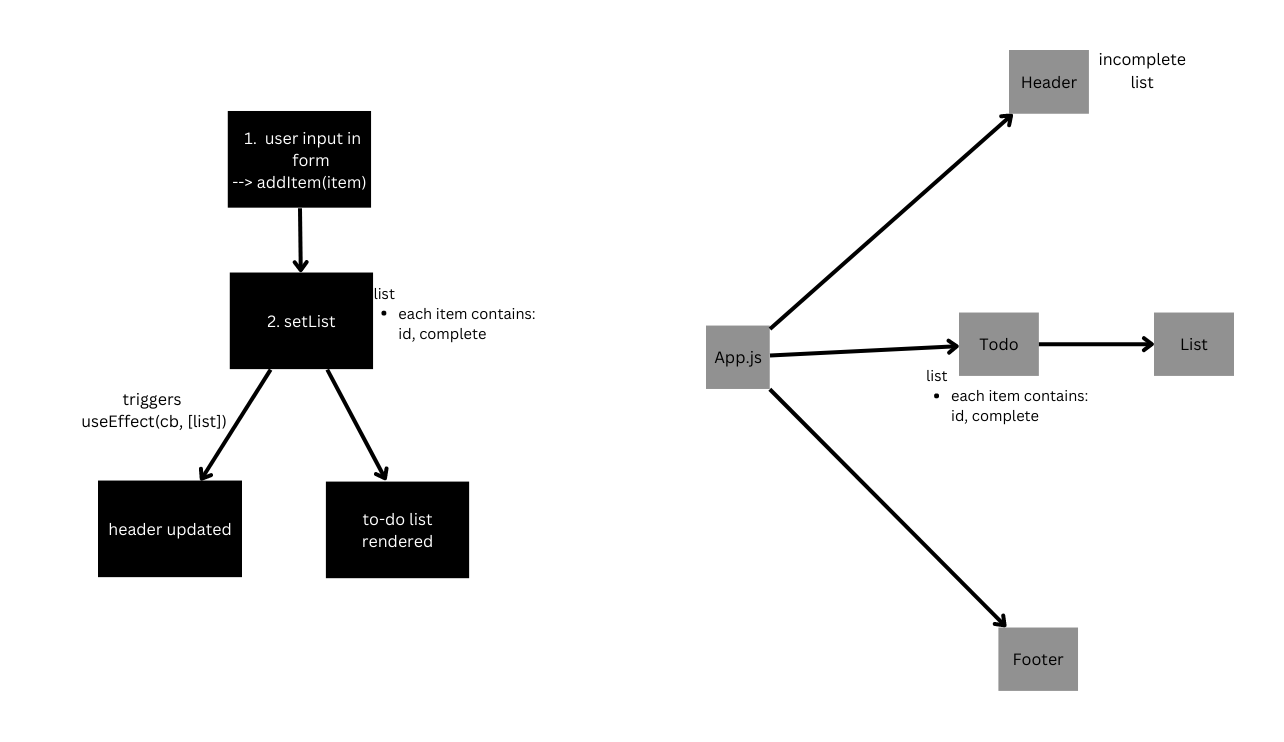 1. user input in
form
--> addItem(item)
2. setList
list
• each item contains:
id, complete
triggers
useEffect(cb, [list])
header updated
to-do list
rendered
Header
incomplete
list
App.js
Todo
List
list
• each item contains:
id, complete
Footer